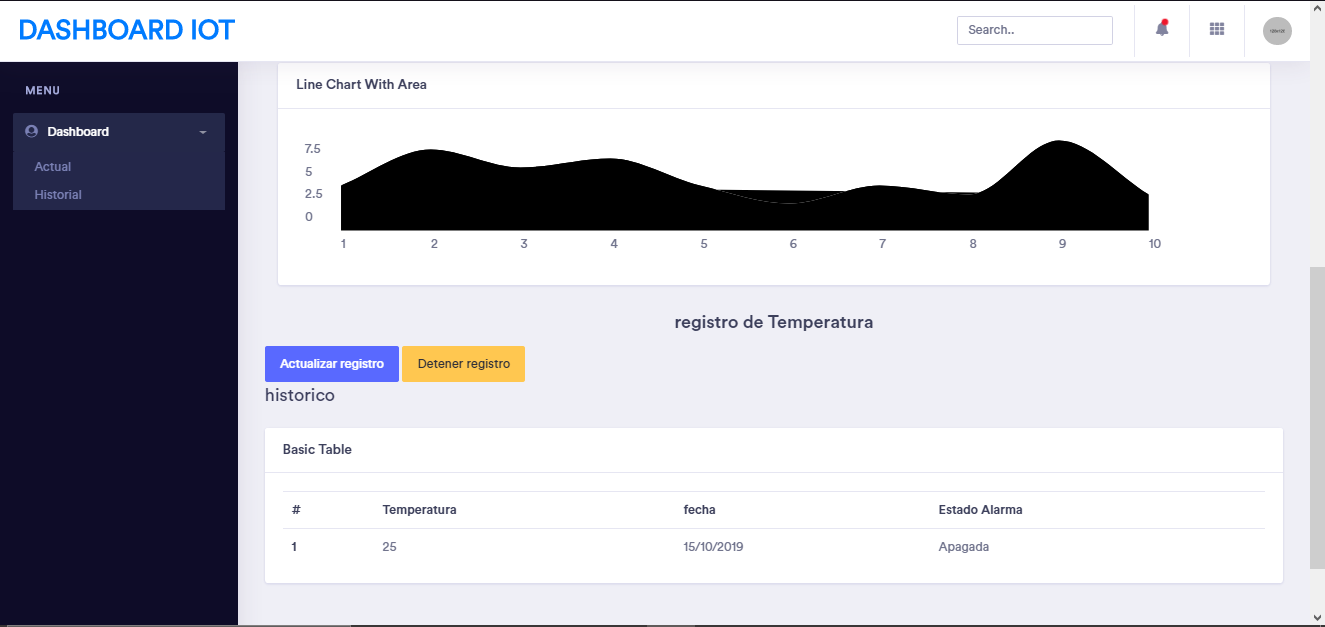 DASHBOARD IOT
Search..
MENU
Dashboard
Actual
Historial
Line Chart With Area
7.5
5
2.5
0
1 2 3 4 5 6 7 8 9 10
registro de Temperatura
Actualizar registro Detener registro
historico
Basic Table
# Temperatura fecha Estado Alarma
1 25 15/10/2019 Apagada